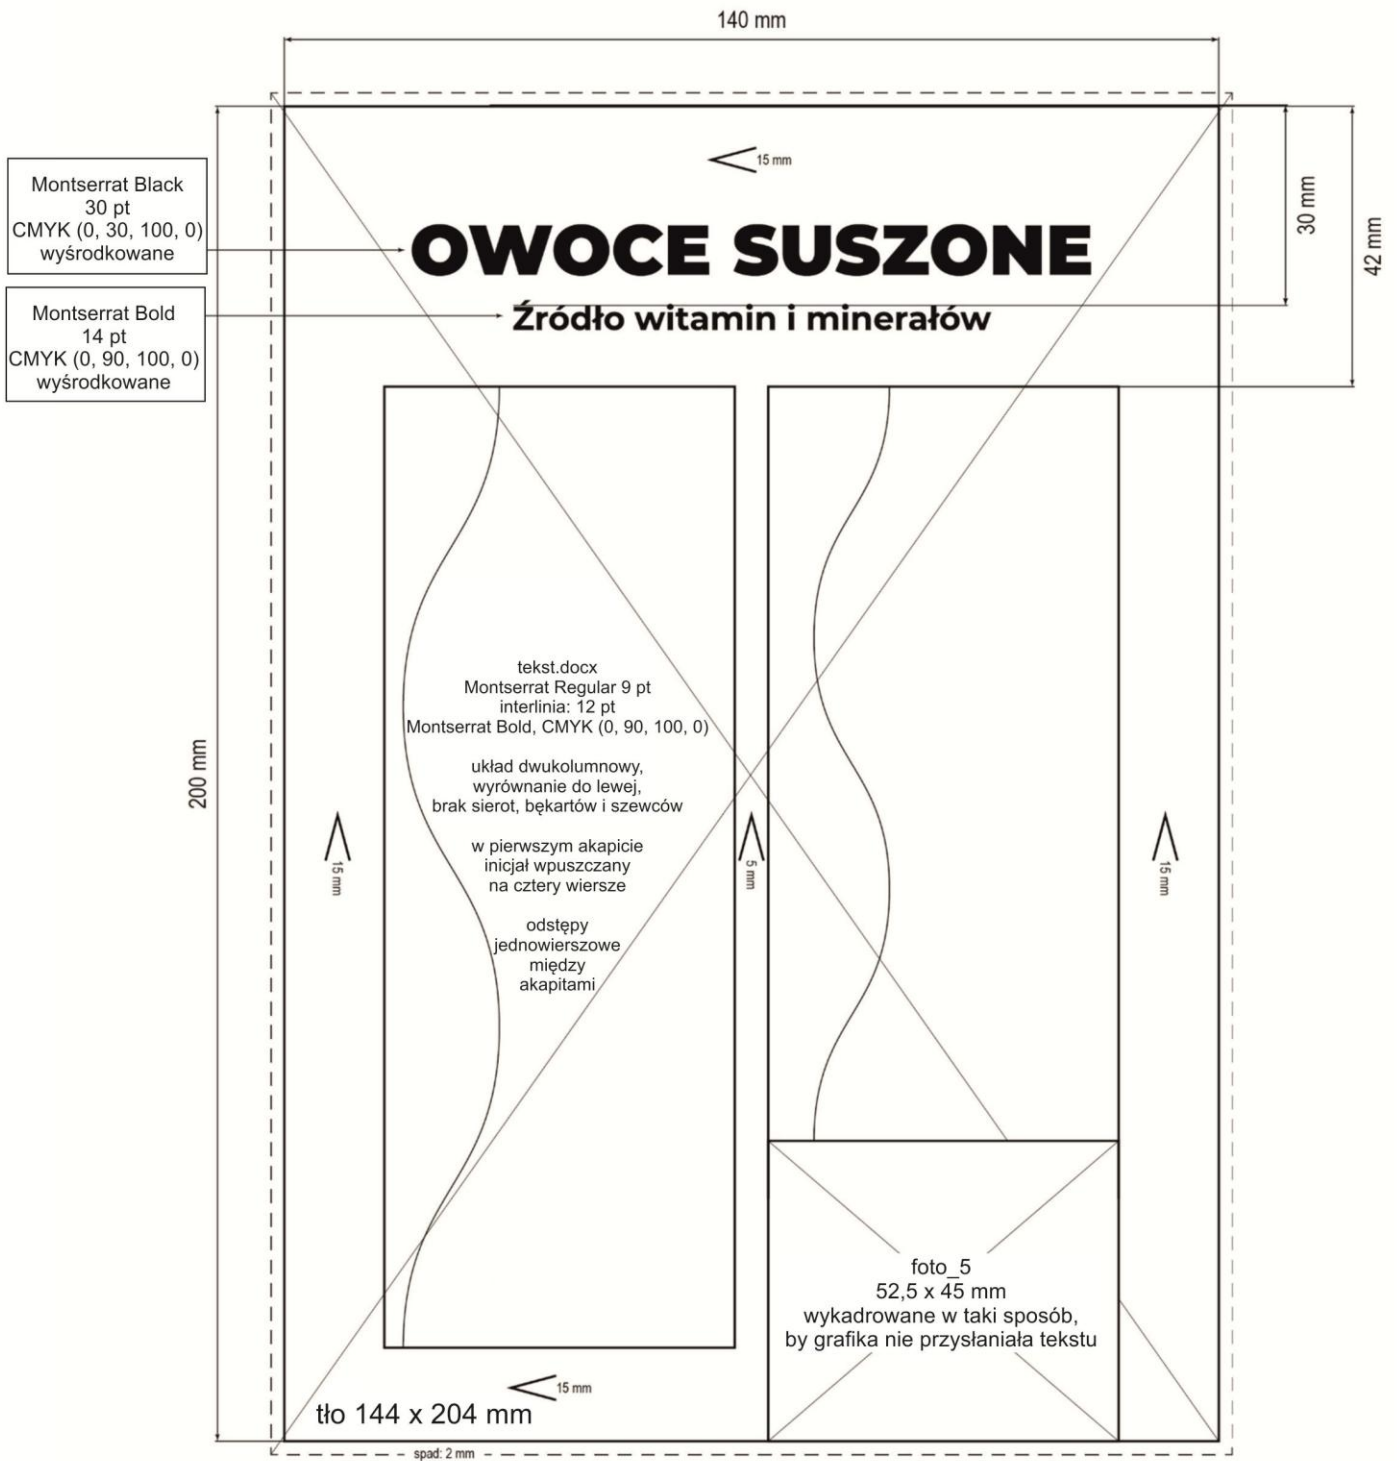 140 mm
15 mm
Montserrat Black
30 pt
CMYK (0, 30, 100, 0)
wyśrodkowane
30 mm
42 mm
OWOCE SUSZONE
Montserrat Bold
14 pt
CMYK (0, 90, 100, 0)
wyśrodkowane
Źródło witamin i minerałów
tekst.docx
Montserrat Regular 9 pt
interlinia: 12 pt
Montserrat Bold, CMYK (0, 90, 100, 0)
układ dwukolumnowy,
wyrównanie do lewej,
brak sierot, bękartów i szewców
w pierwszym akapicie
inicjał wpuszczany
na cztery wiersze
odstępy
jednowierszowe
między
akapitami
200 mm
15 mm
5 mm
15 mm
foto_5
52,5 x 45 mm
wykadrowane w taki sposób,
by grafika nie przysłaniała tekstu
15 mm
tło 144 x 204 mm
spad: 2 mm